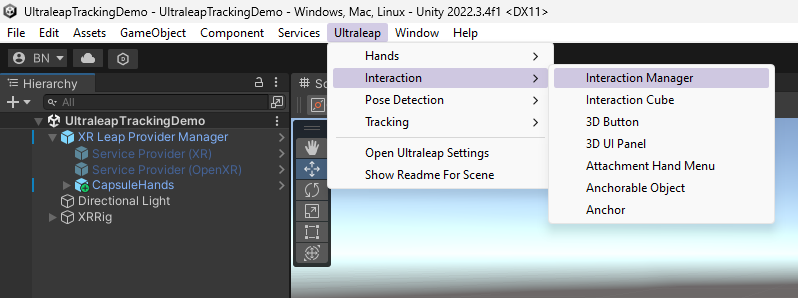 UltraleapTrackingDemo - UltraleapTrackingDemo - Windows, Mac, Linux - Unity 2022.3.4f1 <DX11>
File Edit Assets GameObject Component Services Ultraleap Window Help
BN
Hierarchy
All
UltraleapTrackingDemo
XR Leap Provider Manager
Service Provider (XR)
Service Provider (OpenXR)
CapsuleHands
Directional Light
XRRig
Sc
Hands
Interaction
Pose Detection
Tracking
Open Ultraleap Settings
Show Readme For Scene
Interaction Manager
Interaction Cube
3D Button
3D UI Panel
Attachment Hand Menu
Anchorable Object
Anchor